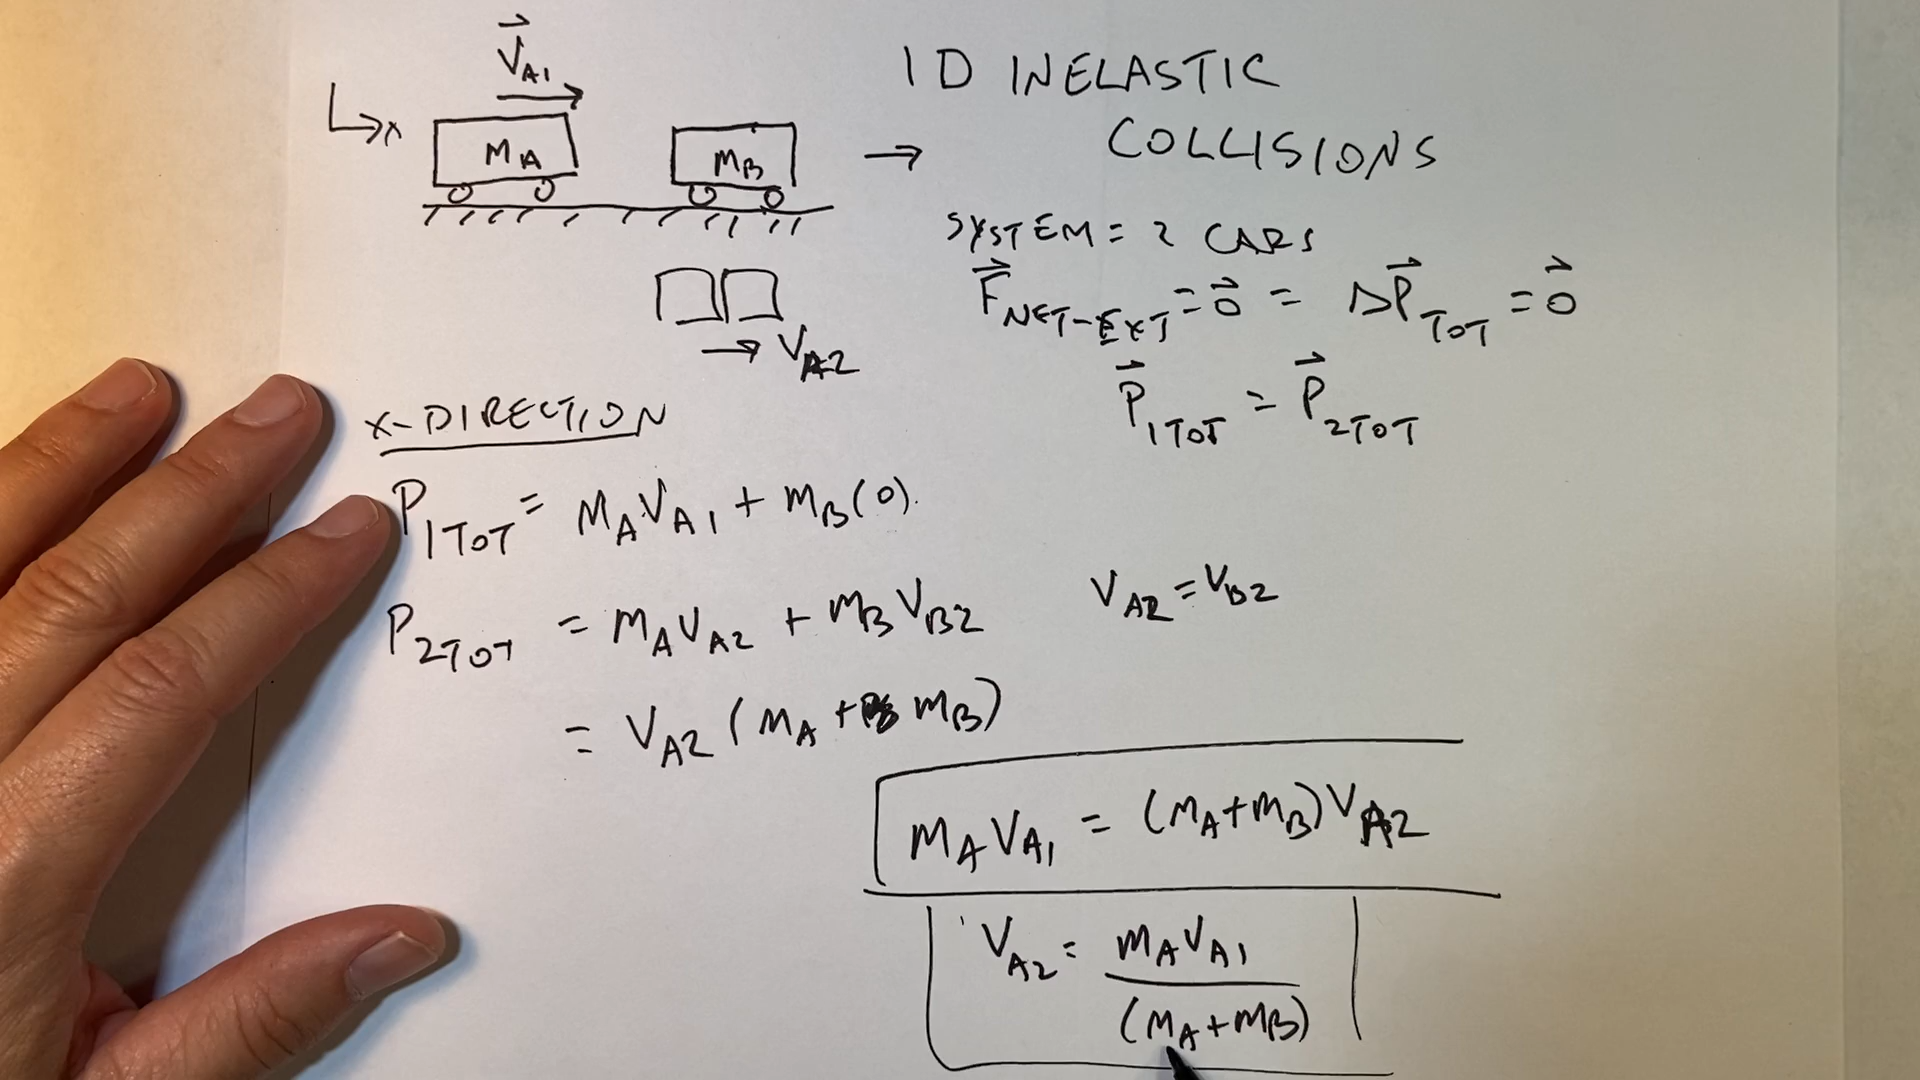 1D INELASTIC
COLLISIONS
V⃗A1
x
MA
MB
→
VA2
SYSTEM = 2 CARS
F⃗NET-EXT = 0⃗ = ΔP⃗TOT = 0⃗
P⃗1TOT = P⃗2TOT
X-DIRECTION
P1TOT = MAVA1 + MB(0).
P2TOT = MAVA2 + MBVB2
VA2 = VB2
= VA2 (MA + MB)
MAVA1 = (MA+MB)VA2
VA2 = MAVA1
(MA+MB)